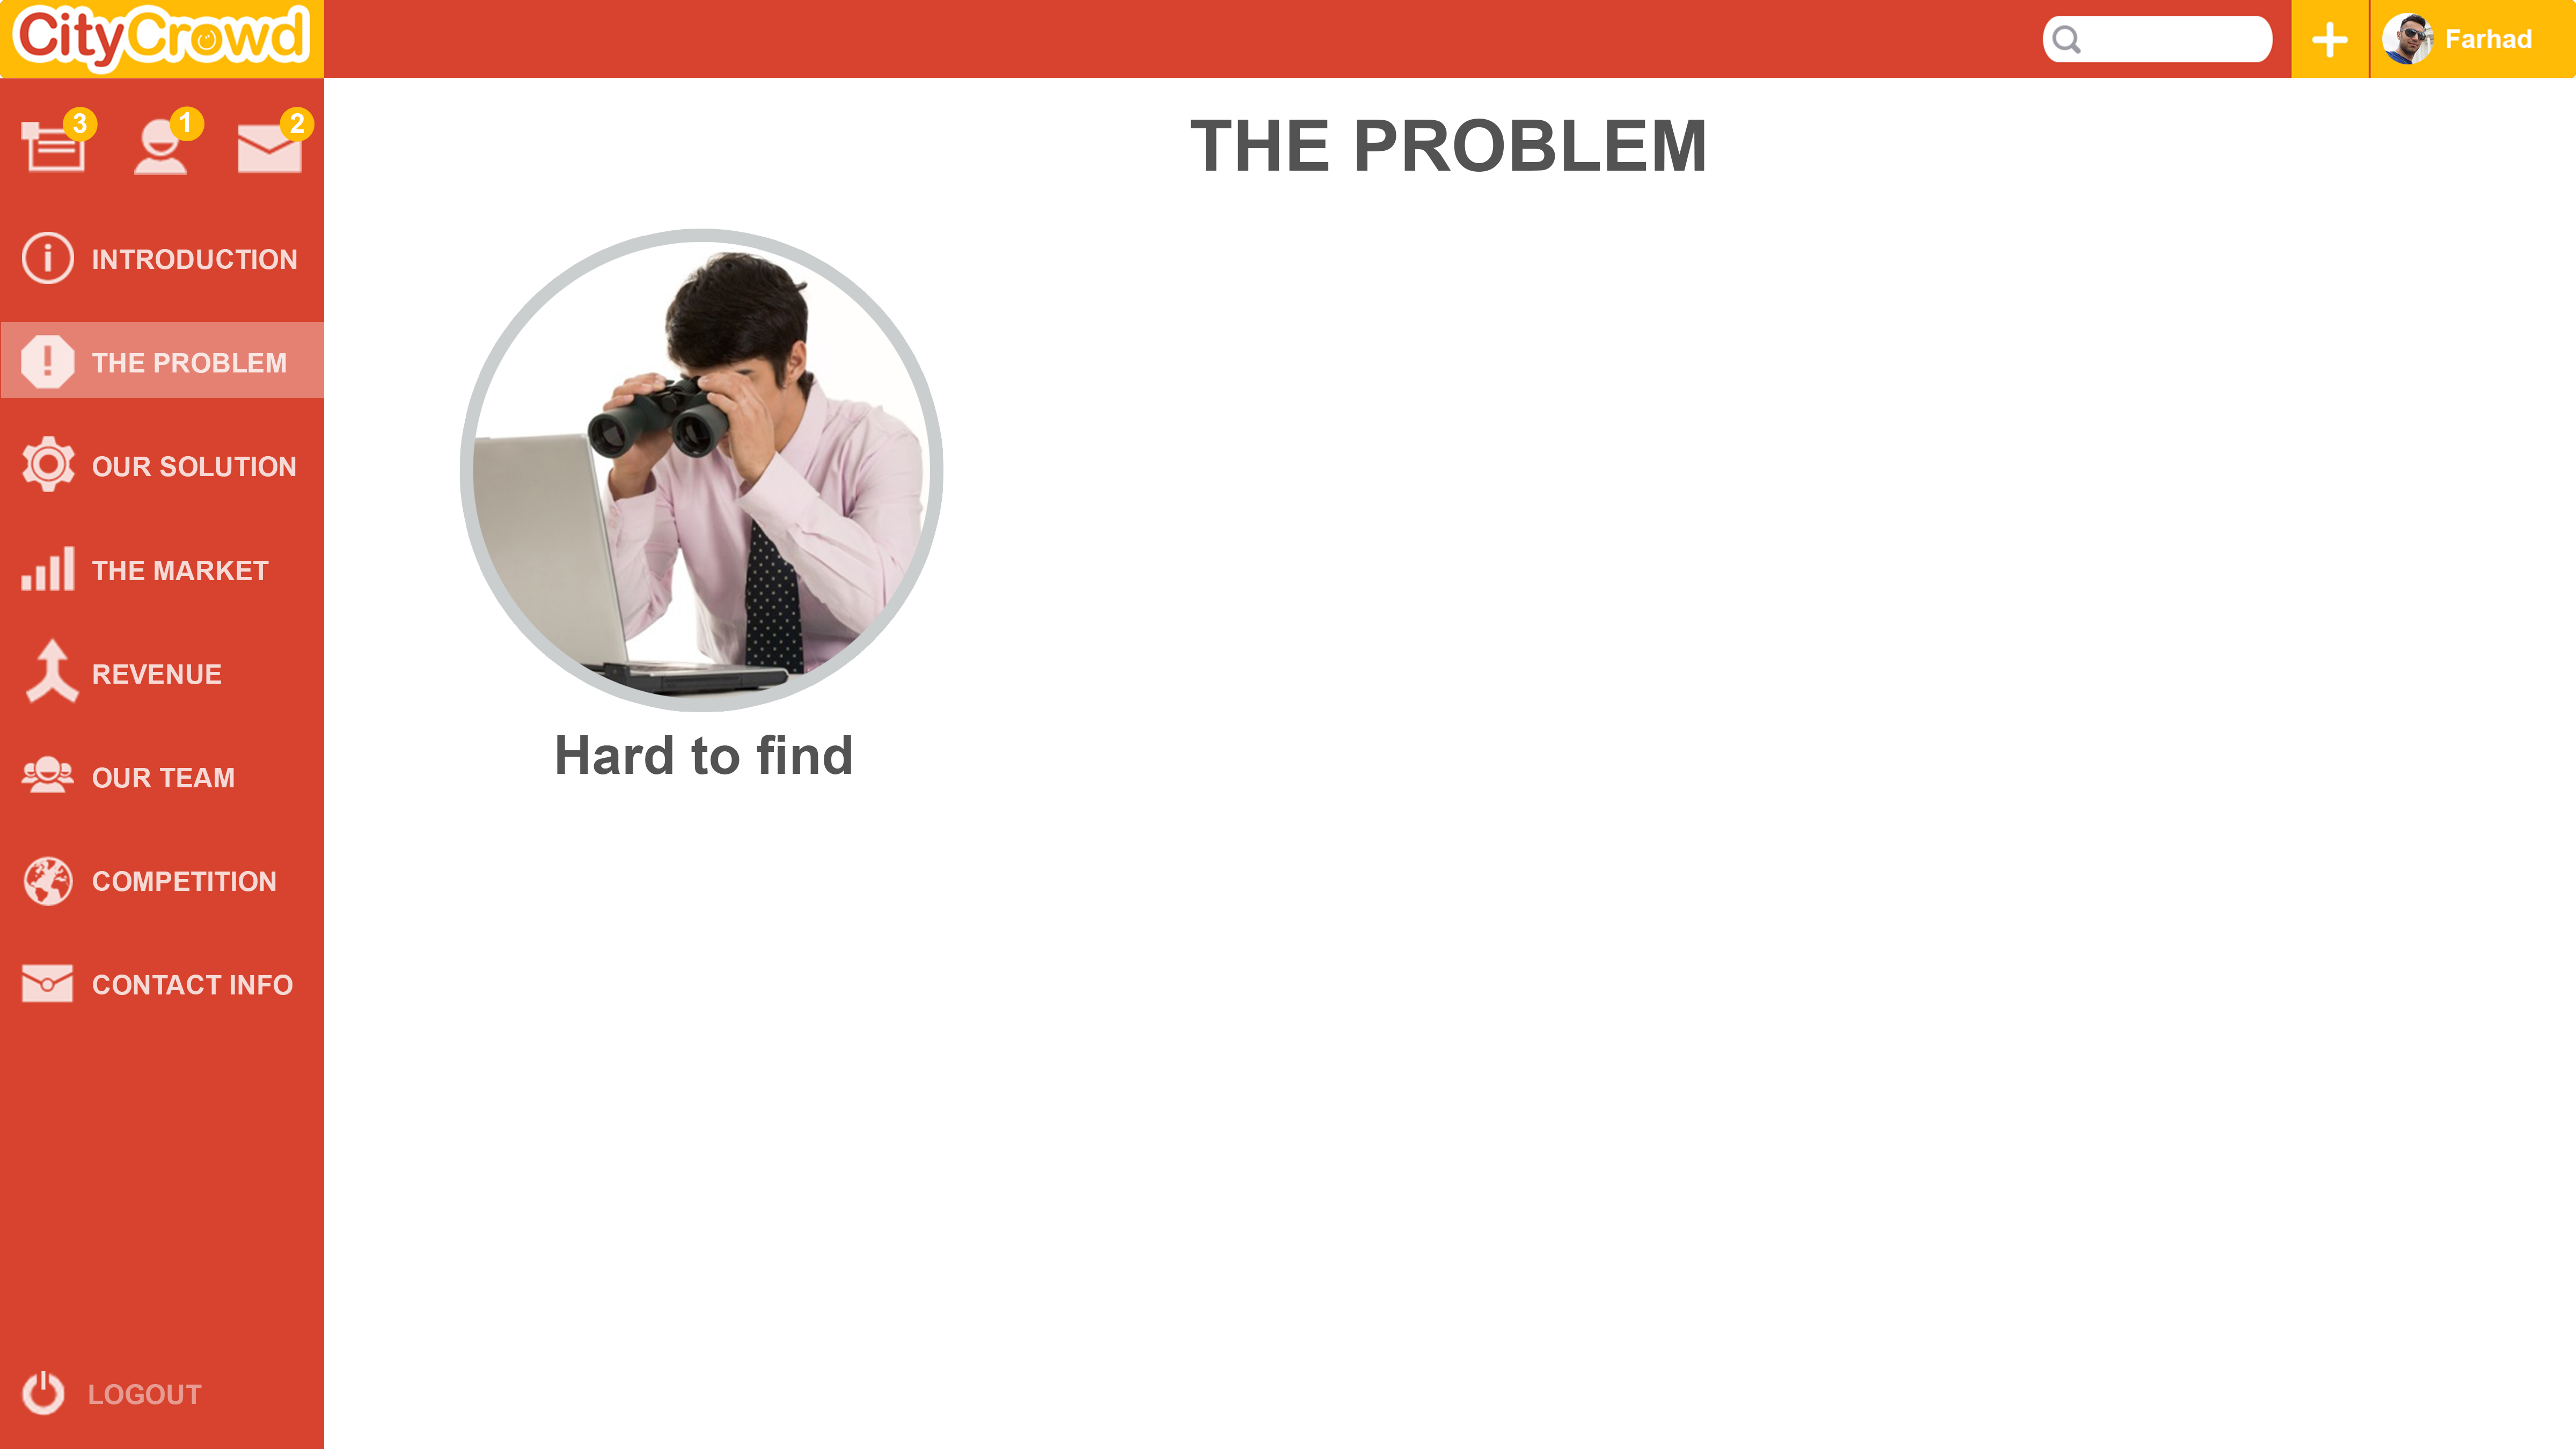 CityCrowd
Farhad
3
1
2
THE PROBLEM
INTRODUCTION
THE PROBLEM
OUR SOLUTION
THE MARKET
REVENUE
OUR TEAM
COMPETITION
CONTACT INFO
LOGOUT
Hard to find